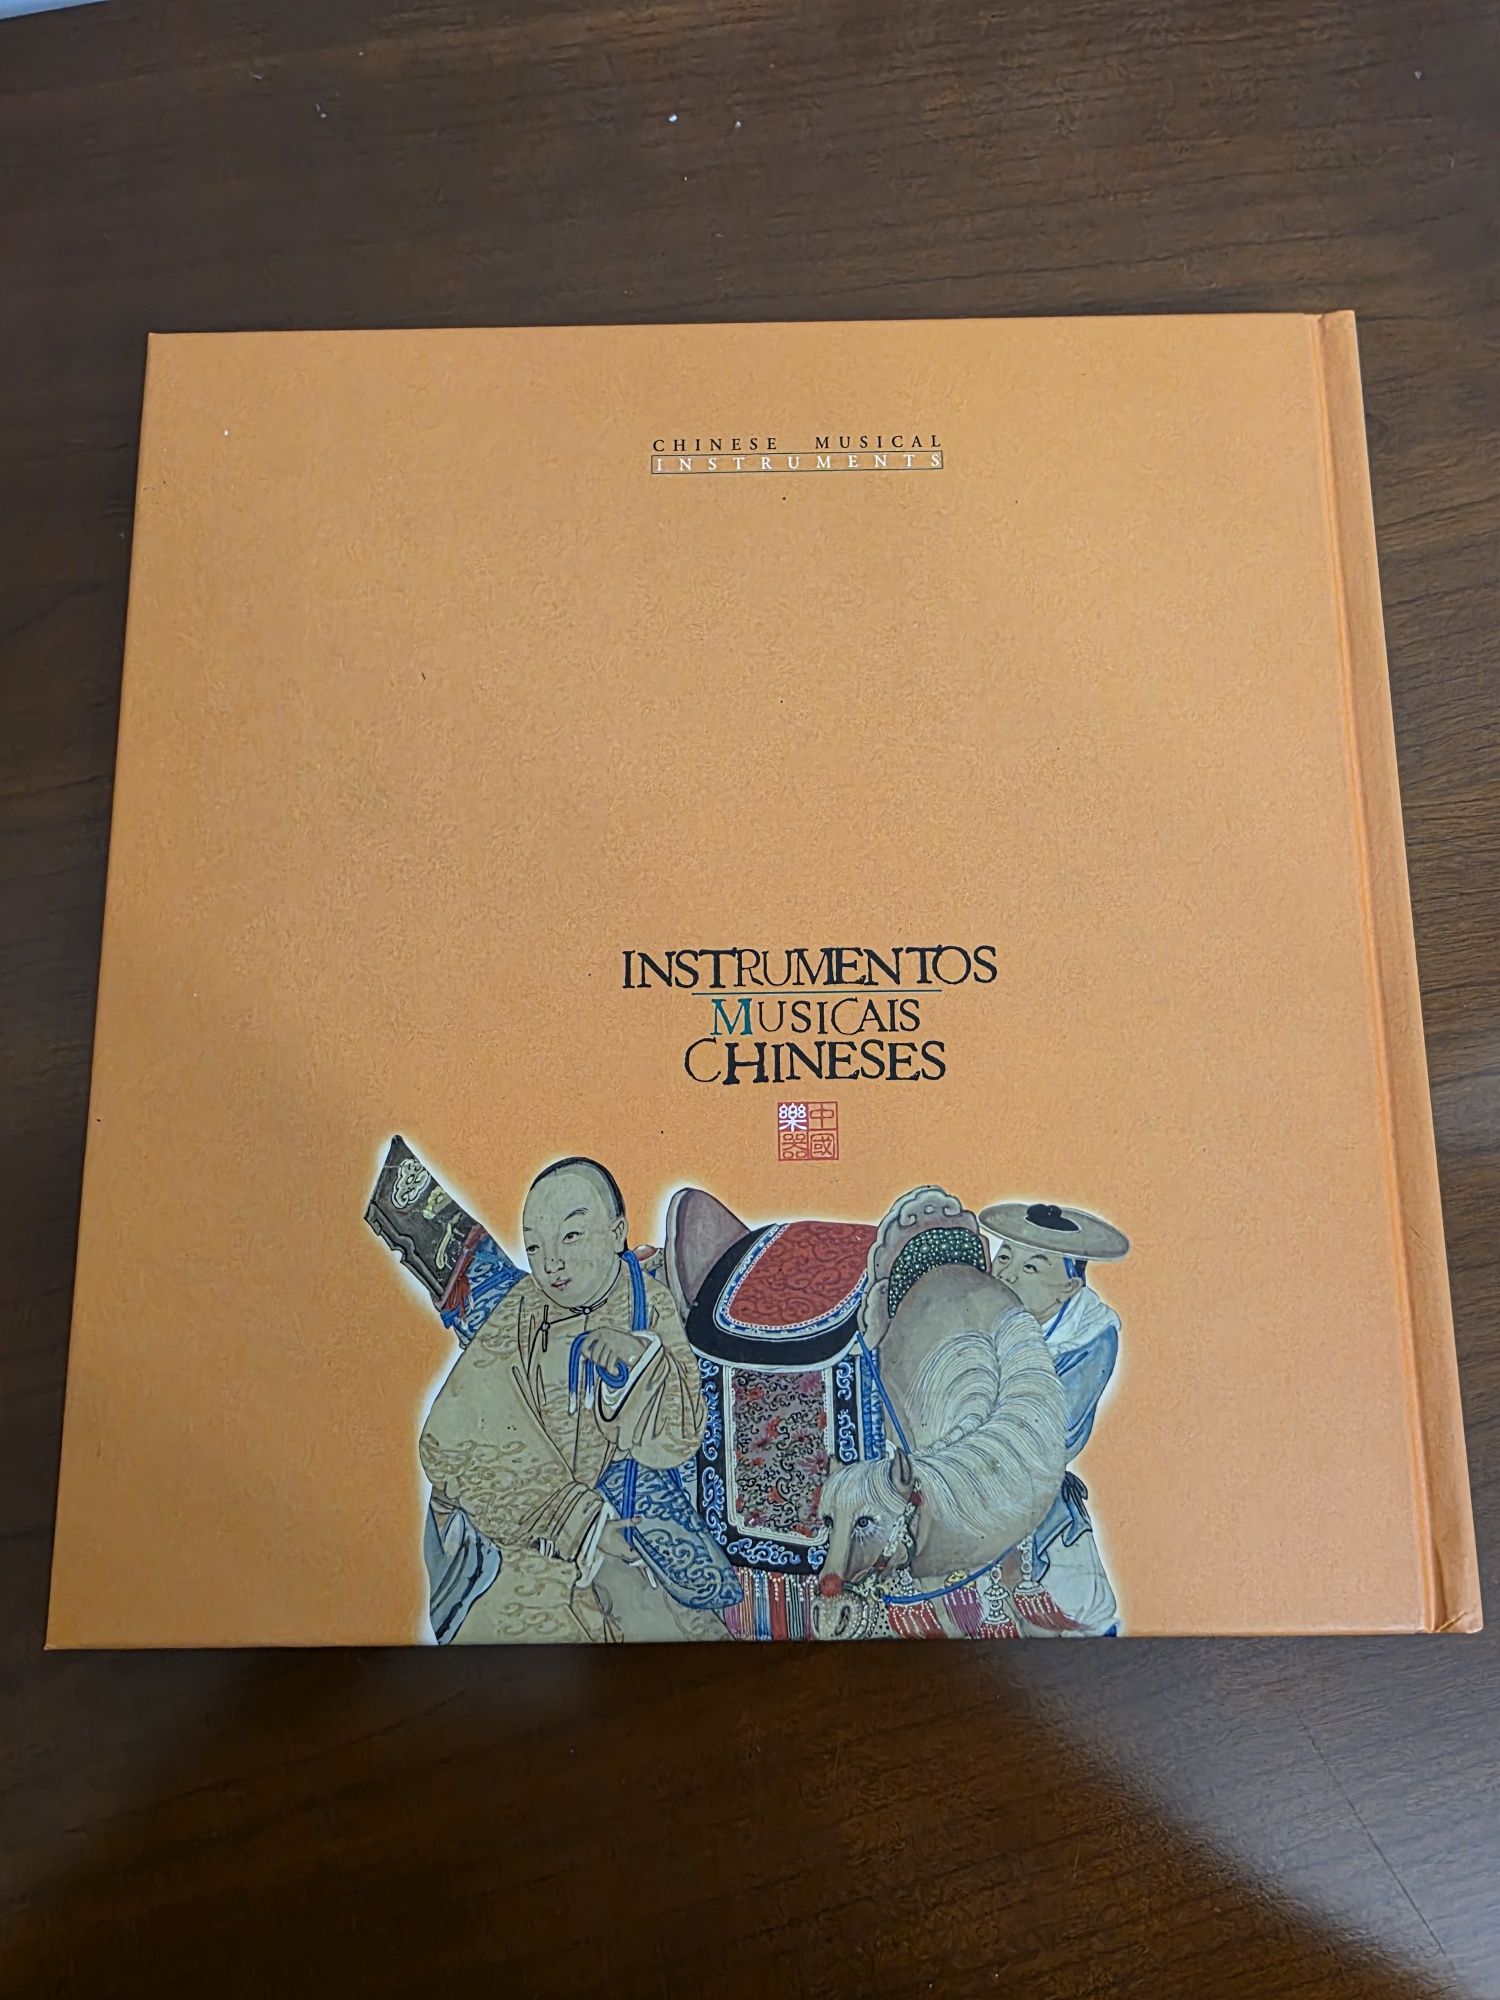 CHINESE MUSICAL
INSTRUMENTS
INSTRUMENTOS
MUSICAIS
CHINESES
中國
樂器